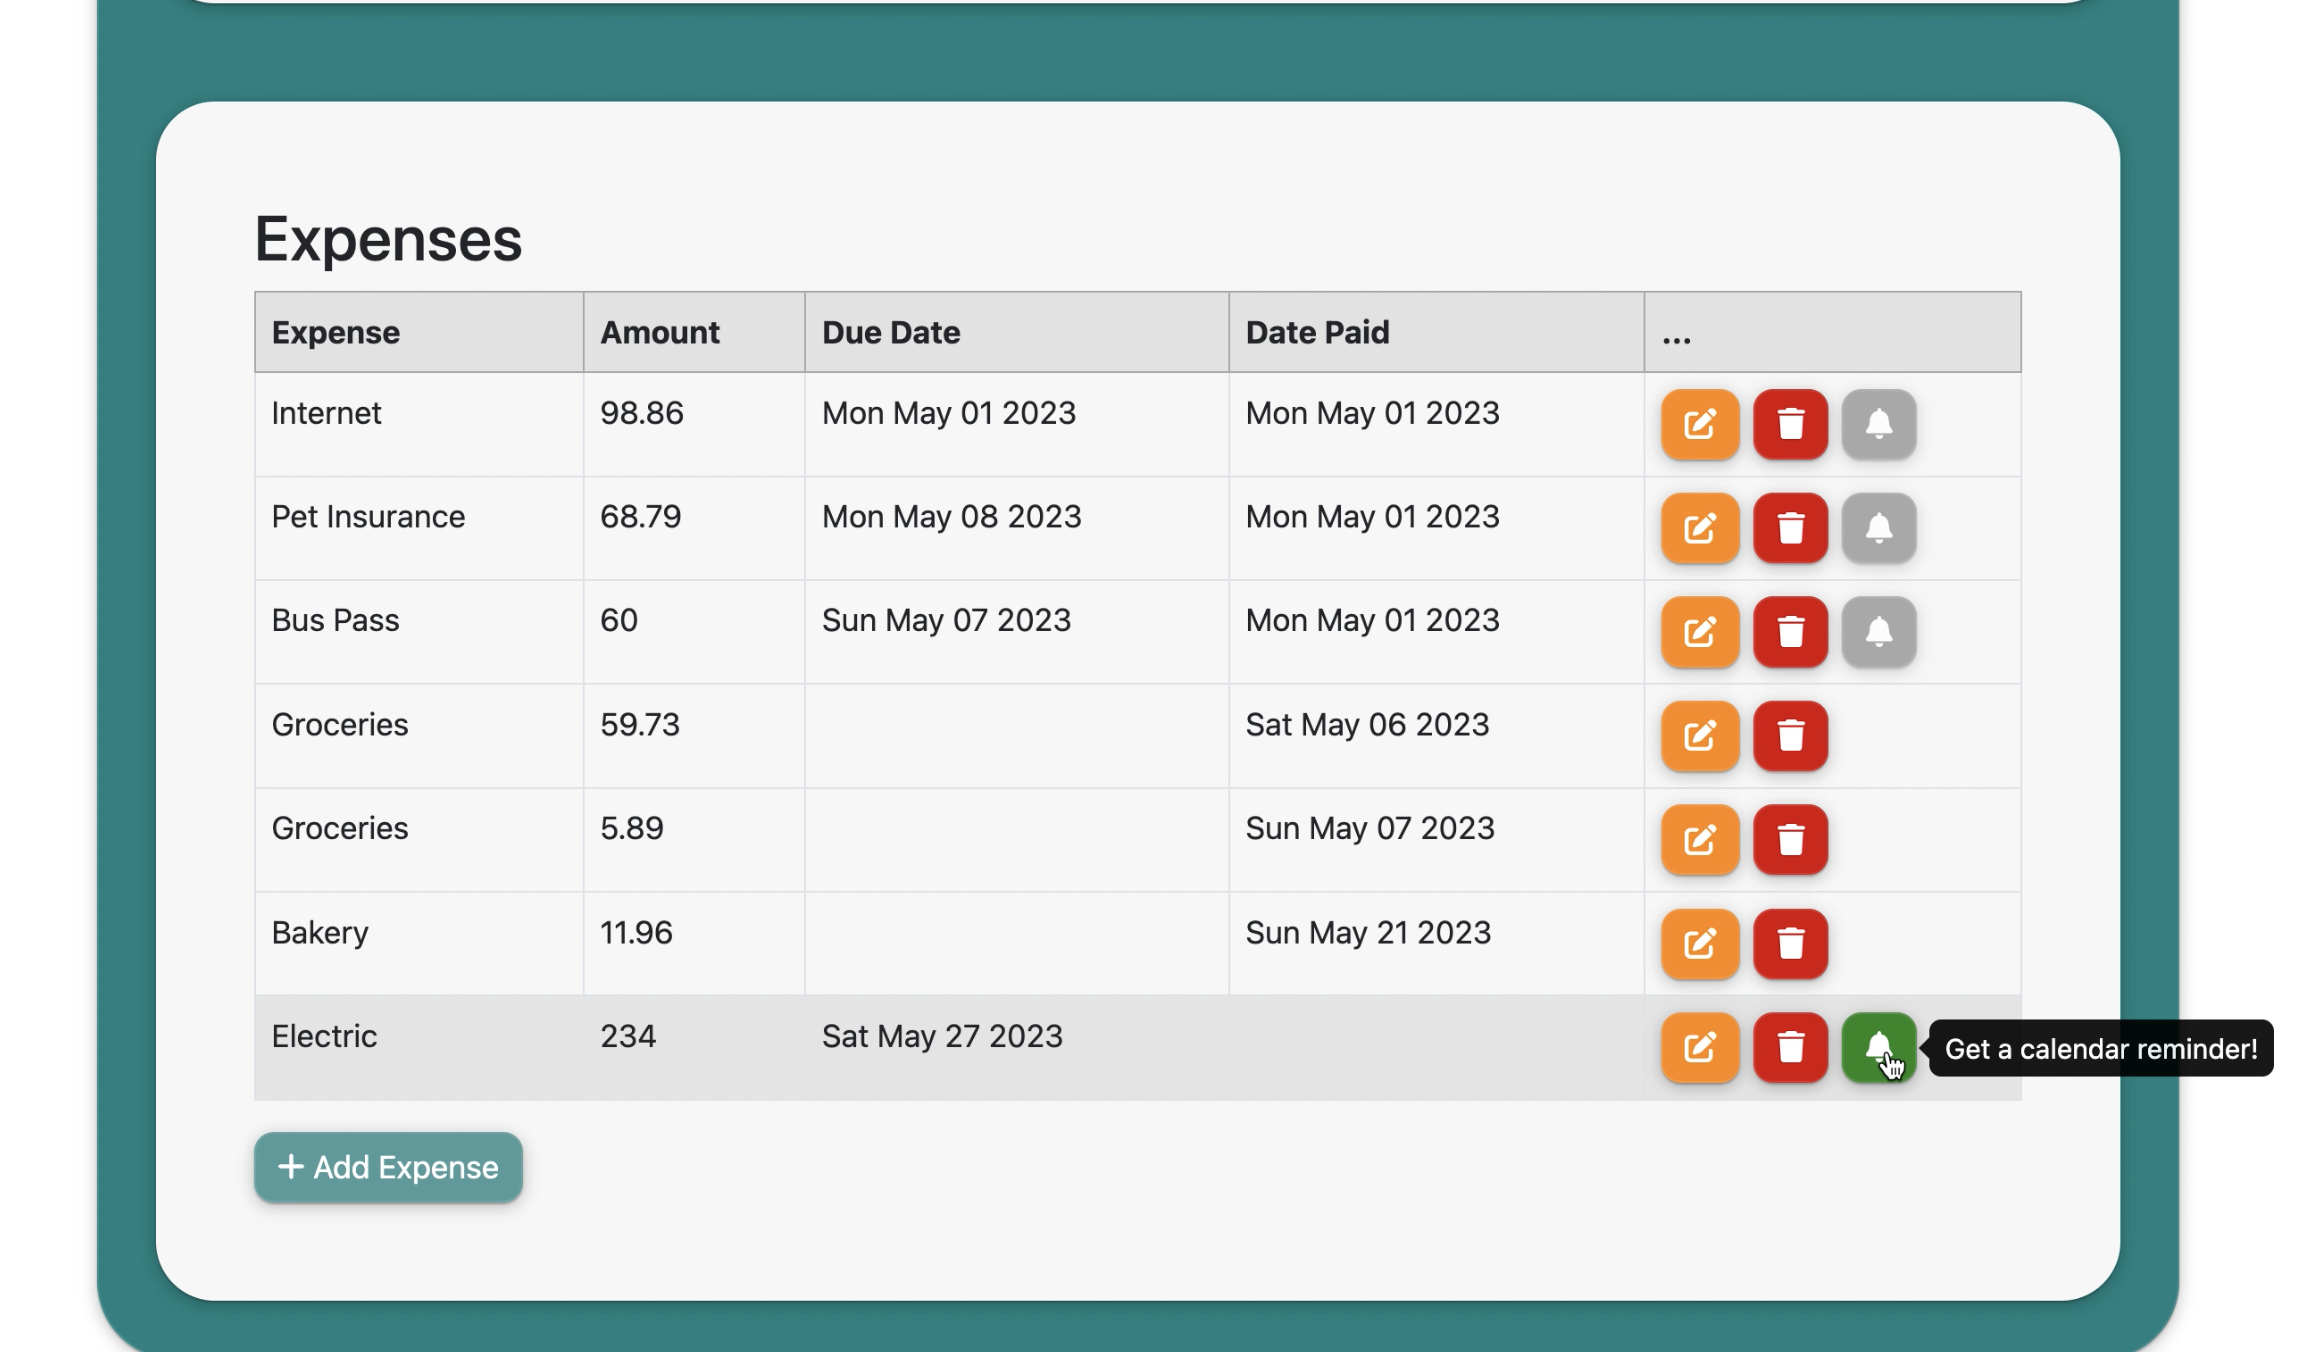 Expenses
Expense Amount Due Date Date Paid ...
Internet 98.86 Mon May 01 2023 Mon May 01 2023
Pet Insurance 68.79 Mon May 08 2023 Mon May 01 2023
Bus Pass 60 Sun May 07 2023 Mon May 01 2023
Groceries 59.73 Sat May 06 2023
Groceries 5.89 Sun May 07 2023
Bakery 11.96 Sun May 21 2023
Electric 234 Sat May 27 2023 Get a calendar reminder!
+ Add Expense